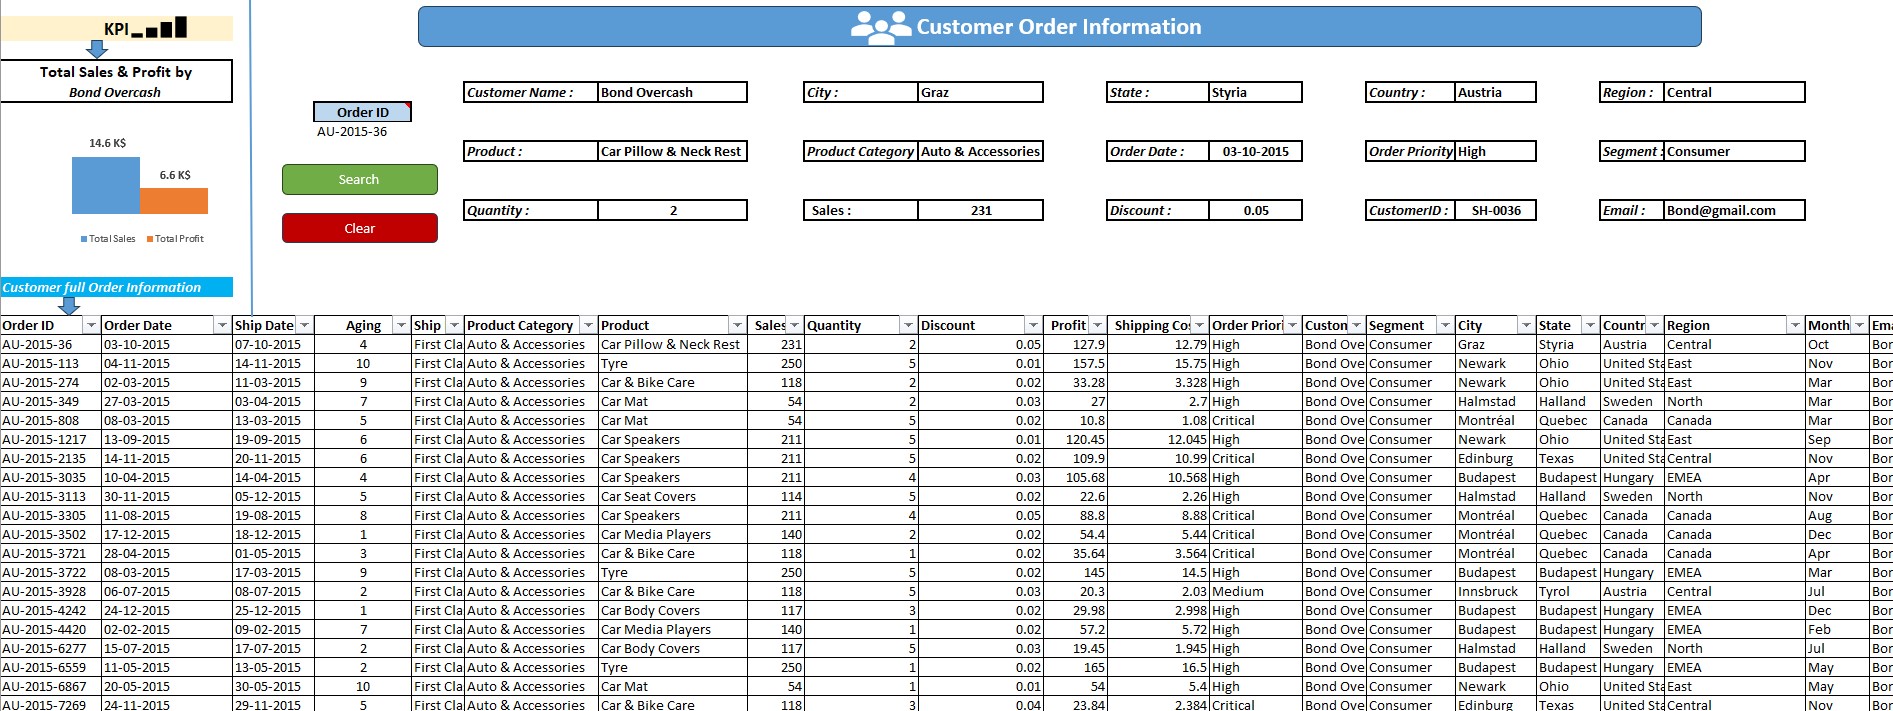 KPI
Customer Order Information
Total Sales & Profit by
Bond Overcash
Customer Name : Bond Overcash City : Graz State : Styria Country : Austria Region : Central
Order ID
AU-2015-36
14.6 K$
6.6 K$
Product : Car Pillow & Neck Rest Product Category Auto & Accessories Order Date : 03-10-2015 Order Priority High Segment : Consumer
Search
Quantity : 2 Sales : 231 Discount : 0.05 CustomerID : SH-0036 Email : Bond@gmail.com
Clear
Total Sales Total Profit
Customer full Order Information
Order ID Order Date Ship Date Aging Ship Product Category Product Sales Quantity Discount Profit Shipping Cos Order Priori Custon Segment City State Countr Region Month Ema
AU-2015-36 03-10-2015 07-10-2015 4 First Cla Auto & Accessories Car Pillow & Neck Rest 231 2 0.05 127.9 12.79 High Bond Ove Consumer Graz Styria Austria Central Oct Bor
AU-2015-113 04-11-2015 14-11-2015 10 First Cla Auto & Accessories Tyre 250 5 0.01 157.5 15.75 High Bond Ove Consumer Newark Ohio United Sta East Nov Bor
AU-2015-274 02-03-2015 11-03-2015 9 First Cla Auto & Accessories Car & Bike Care 118 2 0.02 33.28 3.328 High Bond Ove Consumer Newark Ohio United Sta East Mar Bor
AU-2015-349 27-03-2015 03-04-2015 7 First Cla Auto & Accessories Car Mat 54 2 0.03 27 2.7 High Bond Ove Consumer Halmstad Halland Sweden North Mar Bor
AU-2015-808 08-03-2015 13-03-2015 5 First Cla Auto & Accessories Car Mat 54 5 0.02 10.8 1.08 Critical Bond Ove Consumer Montréal Quebec Canada Canada Mar Bor
AU-2015-1217 13-09-2015 19-09-2015 6 First Cla Auto & Accessories Car Speakers 211 5 0.01 120.45 12.045 High Bond Ove Consumer Newark Ohio United Sta East Sep Bor
AU-2015-2135 14-11-2015 20-11-2015 6 First Cla Auto & Accessories Car Speakers 211 5 0.02 109.9 10.99 Critical Bond Ove Consumer Edinburg Texas United Sta Central Nov Bor
AU-2015-3035 10-04-2015 14-04-2015 4 First Cla Auto & Accessories Car Speakers 211 4 0.03 105.68 10.568 High Bond Ove Consumer Budapest Budapest Hungary EMEA Apr Bor
AU-2015-3113 30-11-2015 05-12-2015 5 First Cla Auto & Accessories Car Seat Covers 114 5 0.02 22.6 2.26 High Bond Ove Consumer Halmstad Halland Sweden North Nov Bor
AU-2015-3305 11-08-2015 19-08-2015 8 First Cla Auto & Accessories Car Speakers 211 4 0.05 88.8 8.88 Critical Bond Ove Consumer Montréal Quebec Canada Canada Aug Bor
AU-2015-3502 17-12-2015 18-12-2015 1 First Cla Auto & Accessories Car Media Players 140 2 0.02 54.4 5.44 Critical Bond Ove Consumer Montréal Quebec Canada Canada Dec Bor
AU-2015-3721 28-04-2015 01-05-2015 3 First Cla Auto & Accessories Car & Bike Care 118 1 0.02 35.64 3.564 Critical Bond Ove Consumer Montréal Quebec Canada Canada Apr Bor
AU-2015-3722 08-03-2015 17-03-2015 9 First Cla Auto & Accessories Tyre 250 5 0.02 145 14.5 High Bond Ove Consumer Budapest Budapest Hungary EMEA Mar Bor
AU-2015-3928 06-07-2015 08-07-2015 2 First Cla Auto & Accessories Car & Bike Care 118 5 0.03 20.3 2.03 Medium Bond Ove Consumer Innsbruck Tyrol Austria Central Jul Bor
AU-2015-4242 24-12-2015 25-12-2015 1 First Cla Auto & Accessories Car Body Covers 117 3 0.02 29.98 2.998 High Bond Ove Consumer Budapest Budapest Hungary EMEA Dec Bor
AU-2015-4420 02-02-2015 09-02-2015 7 First Cla Auto & Accessories Car Media Players 140 1 0.02 57.2 5.72 High Bond Ove Consumer Budapest Budapest Hungary EMEA Feb Bor
AU-2015-6277 15-07-2015 17-07-2015 2 First Cla Auto & Accessories Car Body Covers 117 5 0.03 19.45 1.945 High Bond Ove Consumer Halmstad Halland Sweden North Jul Bor
AU-2015-6559 11-05-2015 13-05-2015 2 First Cla Auto & Accessories Tyre 250 1 0.02 165 16.5 High Bond Ove Consumer Budapest Budapest Hungary EMEA May Bor
AU-2015-6867 20-05-2015 30-05-2015 10 First Cla Auto & Accessories Car Mat 54 1 0.01 54 5.4 High Bond Ove Consumer Newark Ohio United Sta East May Bor
AU-2015-7269 24-11-2015 29-11-2015 5 First Cla Auto & Accessories Car & Bike Care 118 3 0.04 23.84 2.384 Critical Bond Ove Consumer Edinburg Texas United Sta Central Nov Bor